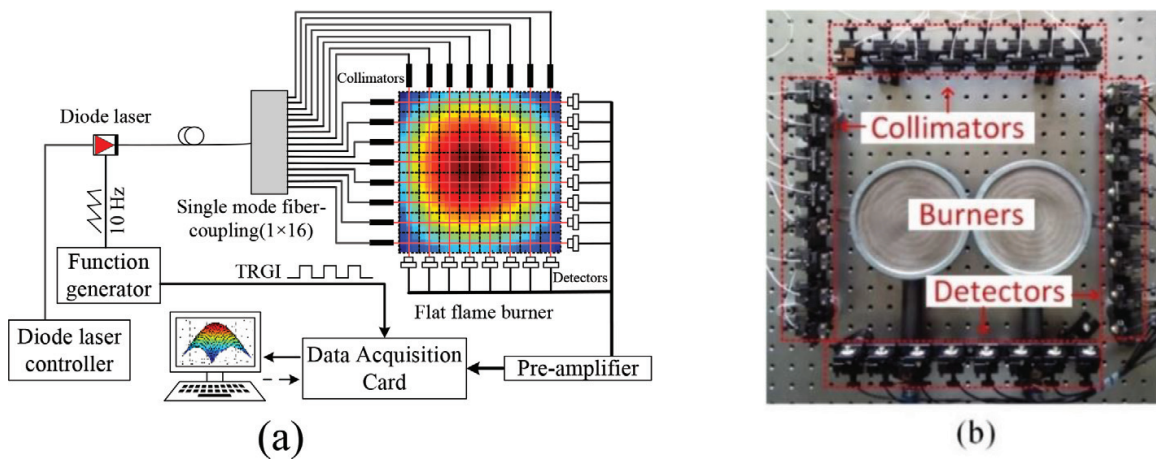 Collimators
Diode laser
10 Hz
Single mode fiber-
coupling(1×16)
Function
generator
TRGI
Detectors
Flat flame burner
Diode laser
controller
Data Acquisition
Card
Pre-amplifier
(a)
Collimators
Burners
Detectors
(b)